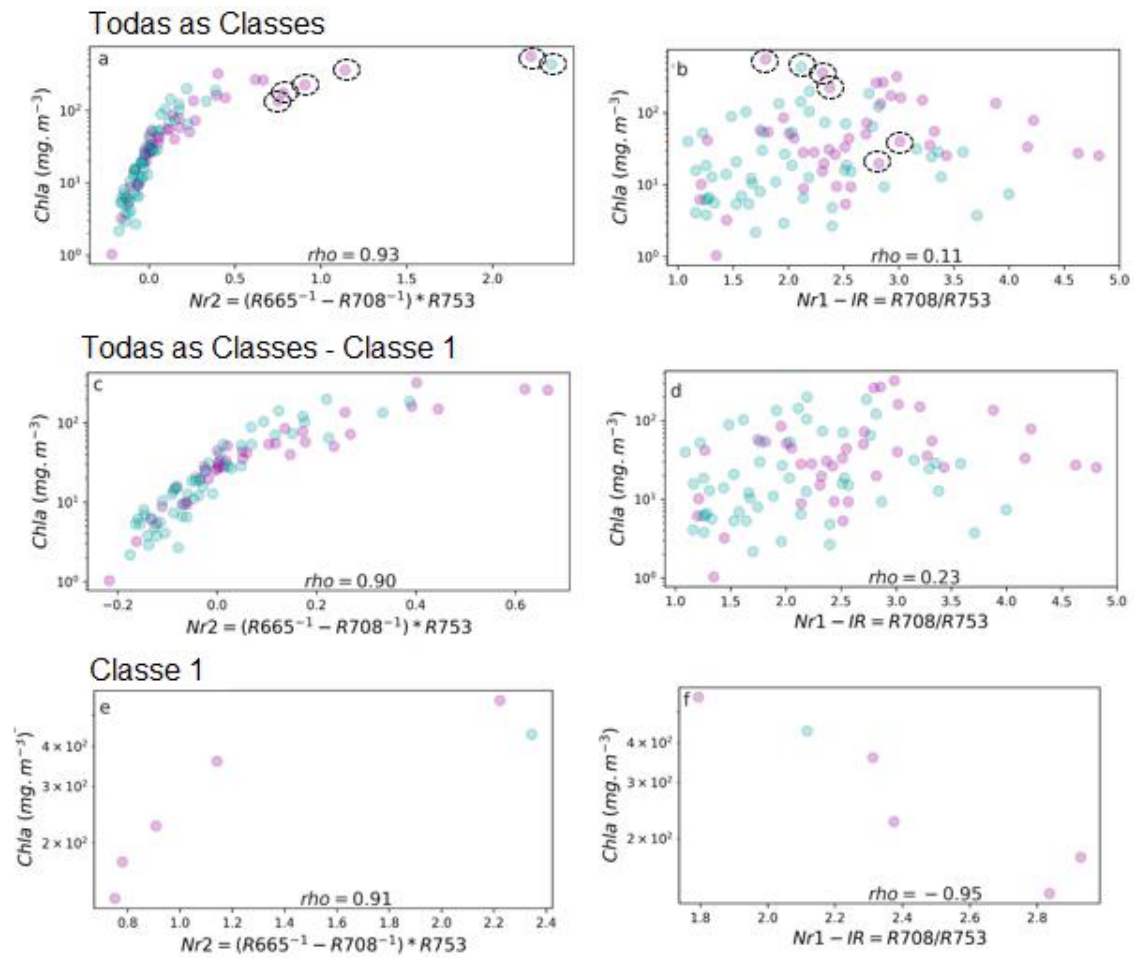 Todas as Classes
a
Chla (mg. m⁻³)
10² 10¹ 10⁰
rho = 0.93
0.0 0.5 1.0 1.5 2.0
Nr2 = (R665⁻¹ − R708⁻¹) * R753
b
Chla (mg. m⁻³)
10² 10¹ 10⁰
rho = 0.11
1.0 1.5 2.0 2.5 3.0 3.5 4.0 4.5 5.0
Nr1 − IR = R708/R753
Todas as Classes - Classe 1
c
Chla (mg. m⁻³)
10² 10¹ 10⁰
rho = 0.90
−0.2 0.0 0.2 0.4 0.6
Nr2 = (R665⁻¹ − R708⁻¹) * R753
d
Chla (mg. m⁻³)
10² 10¹ 10⁰
rho = 0.23
1.0 1.5 2.0 2.5 3.0 3.5 4.0 4.5 5.0
Nr1 − IR = R708/R753
Classe 1
e
Chla (mg. m⁻³)
4 × 10² 3 × 10² 2 × 10²
rho = 0.91
0.8 1.0 1.2 1.4 1.6 1.8 2.0 2.2 2.4
Nr2 = (R665⁻¹ − R708⁻¹) * R753
f
Chla (mg. m⁻³)
4 × 10² 3 × 10² 2 × 10²
rho = −0.95
1.8 2.0 2.2 2.4 2.6 2.8
Nr1 − IR = R708/R753